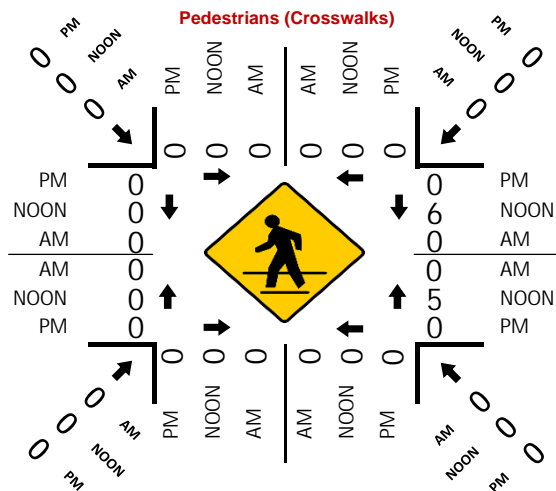 Pedestrians (Crosswalks)
0 PM
0 NOON
0 AM
PM NOON AM AM NOON PM
PM 0
NOON 0
AM 0
0 0 0 0 0 0
PM 0 0 PM
NOON 0 6 NOON
AM 0 0 AM
AM 0 0 AM
NOON 0 5 NOON
PM 0 0 PM
0 0 0 0 0 0
0 AM
0 NOON
0 PM
PM NOON AM AM NOON PM
AM 0
NOON 0
PM 0